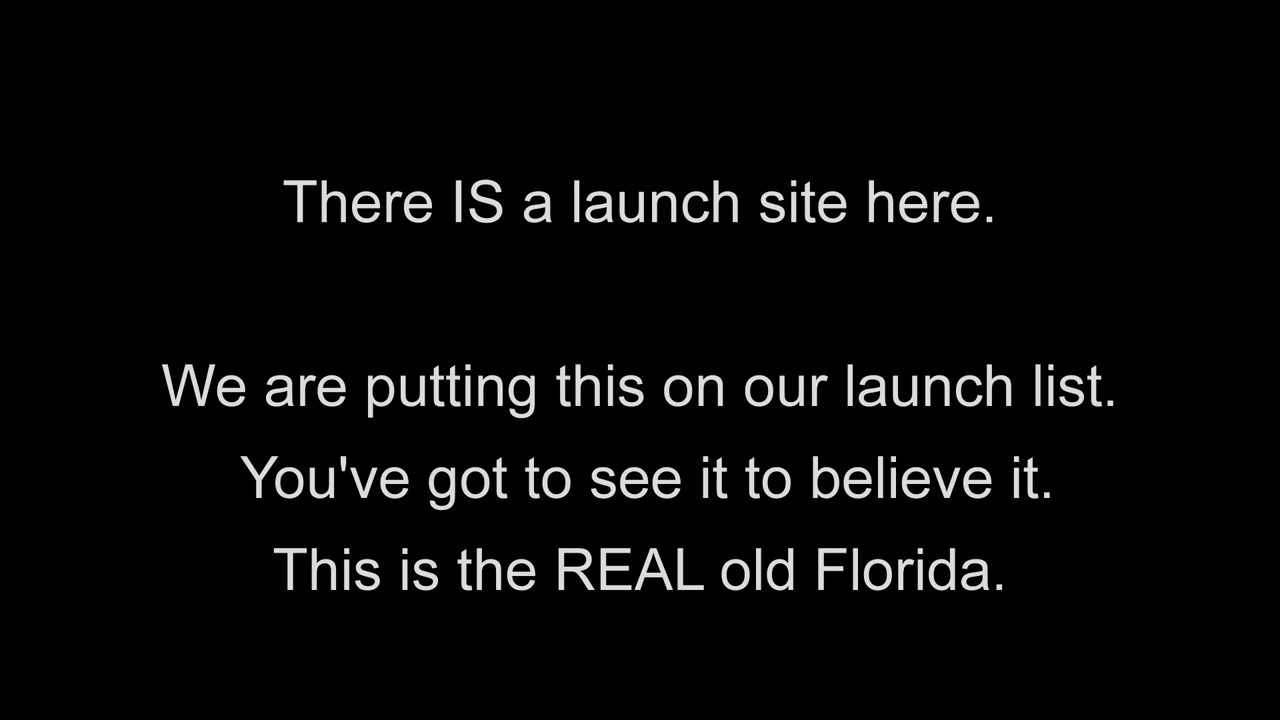 There IS a launch site here.
We are putting this on our launch list.
You've got to see it to believe it.
This is the REAL old Florida.